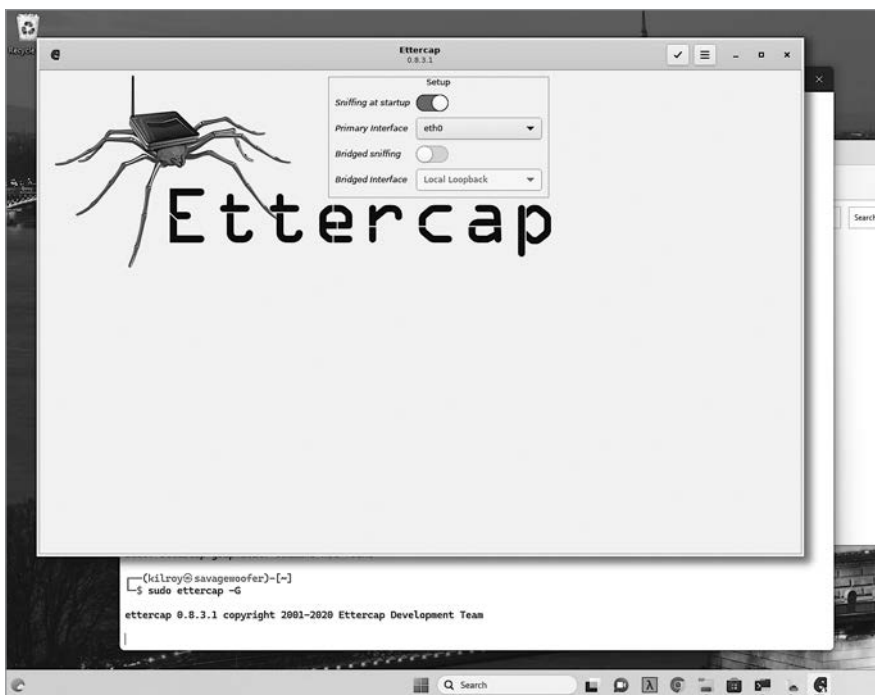 Ettercap
0.8.3.1
Setup
Sniffing at startup
Primary Interface eth0
Bridged sniffing
Bridged Interface Local Loopback
Ettercap
Search
(kilroy㉿savagewoofer)-[~]
$ sudo ettercap -G
ettercap 0.8.3.1 copyright 2001-2020 Ettercap Development Team
Search